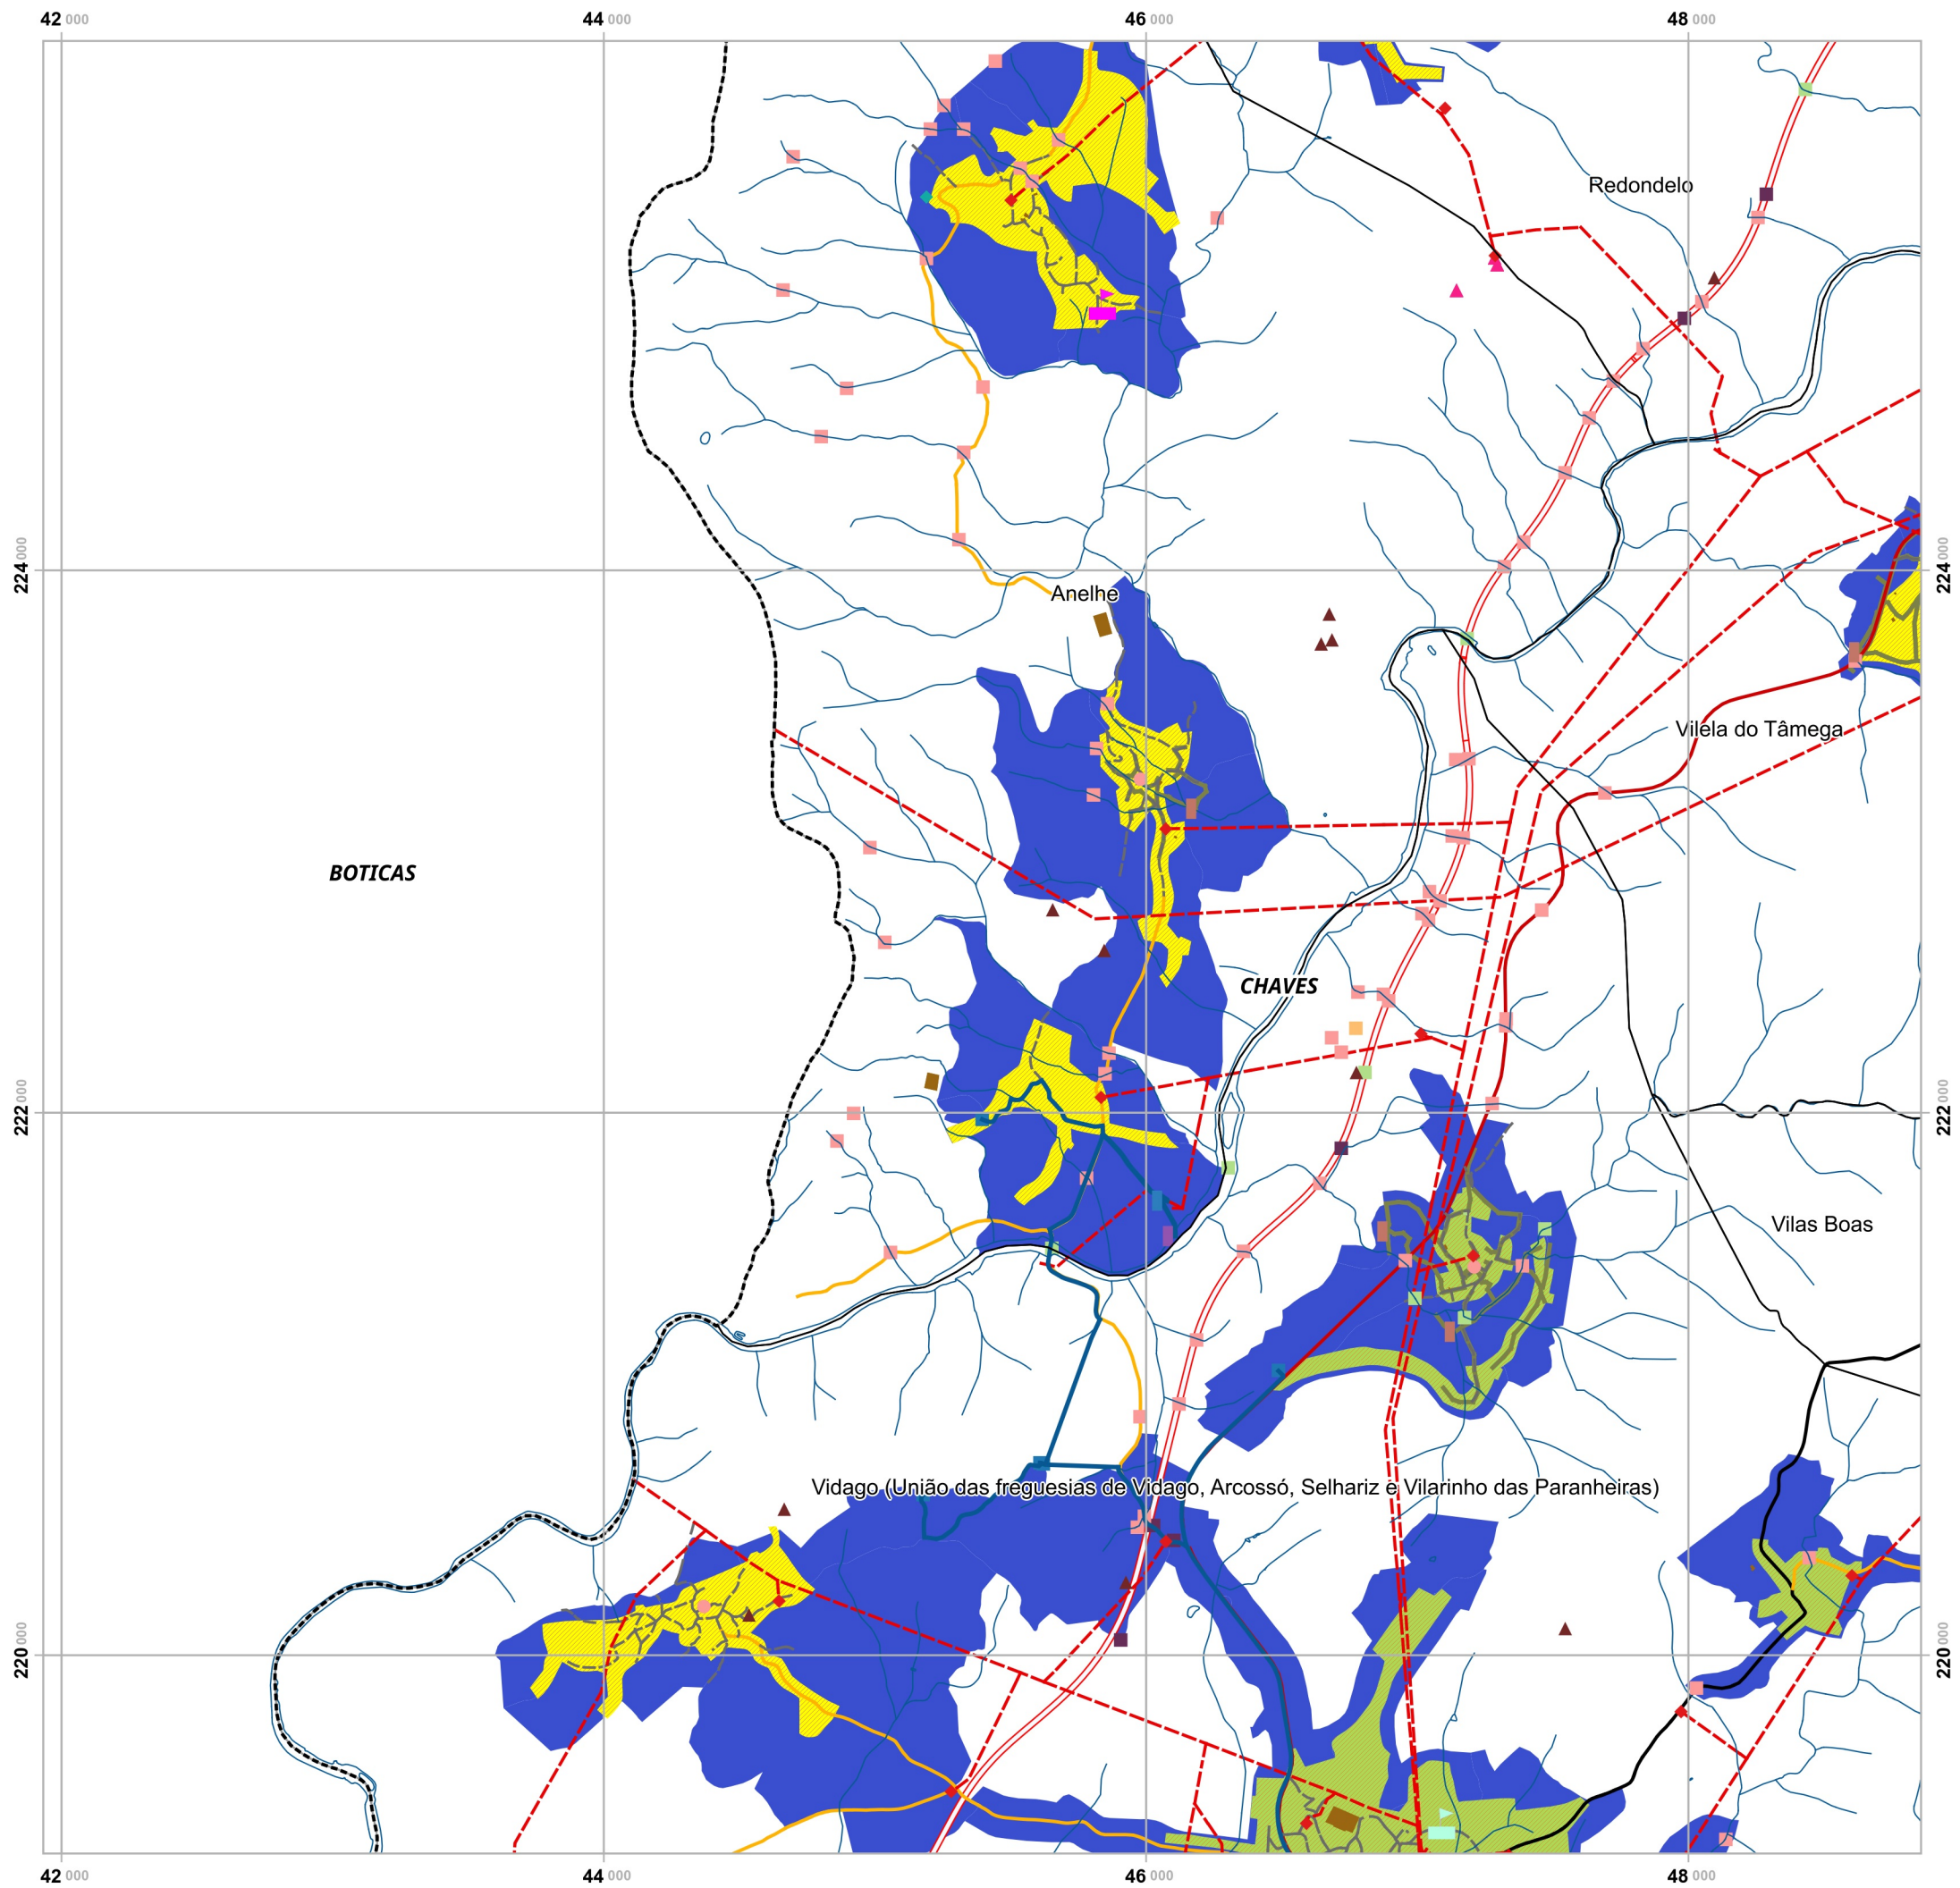 42 000 44 000 46 000 48 000
Redondelo
224 000 224 000
Anelhe
Vilela do Tâmega
BOTICAS
CHAVES
222 000 222 000
Vilas Boas
Vidago (União das freguesias de Vidago, Arcossó, Selhariz e Vilarinho das Paranheiras)
220 000 220 000
42 000 44 000 46 000 48 000